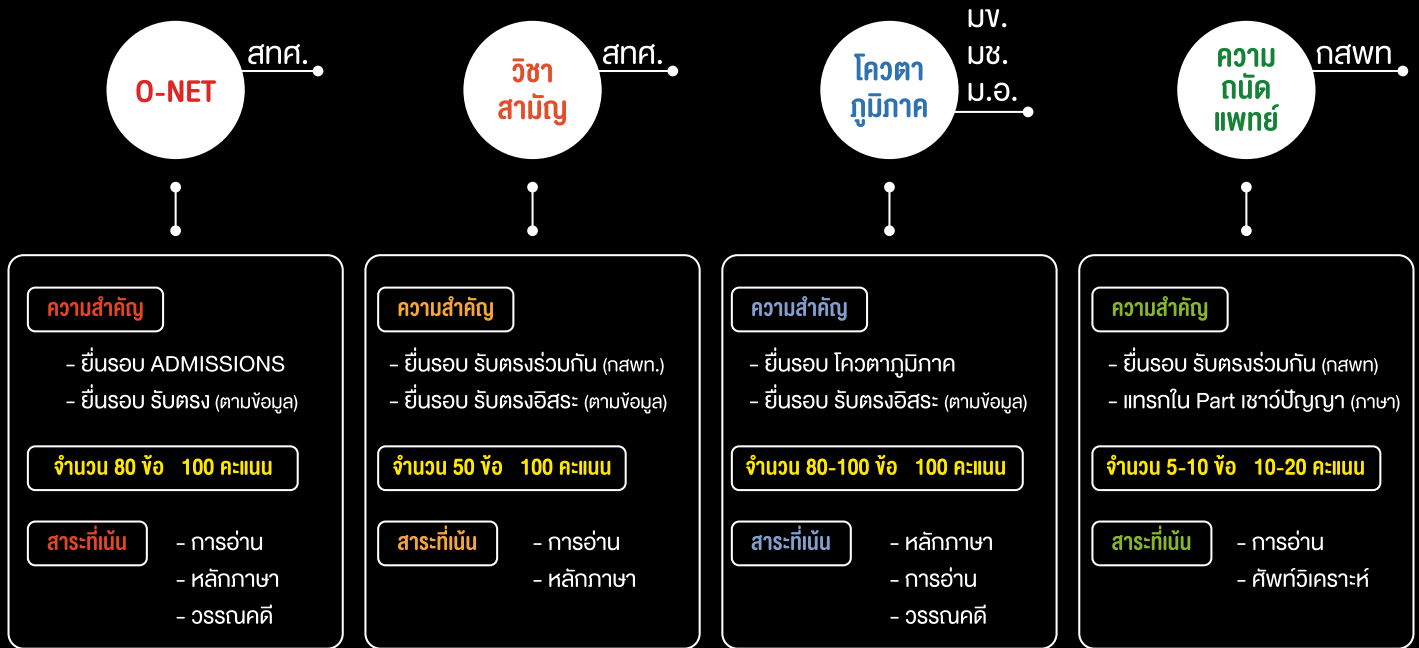 O-NET
สทศ.
ความสำคัญ
- ยื่นรอบ ADMISSIONS
- ยื่นรอบ รับตรง (ตามข้อมูล)
จำนวน 80 ข้อ 100 คะแนน
สาระที่เน้น
- การอ่าน
- หลักภาษา
- วรรณคดี
วิชา
สามัญ
สทศ.
ความสำคัญ
- ยื่นรอบ รับตรงร่วมกัน (กสพท.)
- ยื่นรอบ รับตรงอิสระ (ตามข้อมูล)
จำนวน 50 ข้อ 100 คะแนน
สาระที่เน้น
- การอ่าน
- หลักภาษา
โควตา
ภูมิภาค
มข.
มช.
ม.อ.
ความสำคัญ
- ยื่นรอบ โควตาภูมิภาค
- ยื่นรอบ รับตรงอิสระ (ตามข้อมูล)
จำนวน 80-100 ข้อ 100 คะแนน
สาระที่เน้น
- หลักภาษา
- การอ่าน
- วรรณคดี
ความ
ถนัด
แพทย์
กสพท
ความสำคัญ
- ยื่นรอบ รับตรงร่วมกัน (กสพท)
- แทรกใน Part เชาว์ปัญญา (ภาษา)
จำนวน 5-10 ข้อ 10-20 คะแนน
สาระที่เน้น
- การอ่าน
- ศัพท์วิเคราะห์